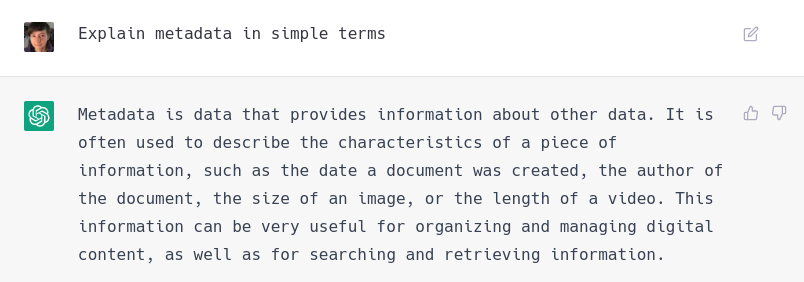 Explain metadata in simple terms
Metadata is data that provides information about other data. It is
often used to describe the characteristics of a piece of
information, such as the date a document was created, the author of
the document, the size of an image, or the length of a video. This
information can be very useful for organizing and managing digital
content, as well as for searching and retrieving information.